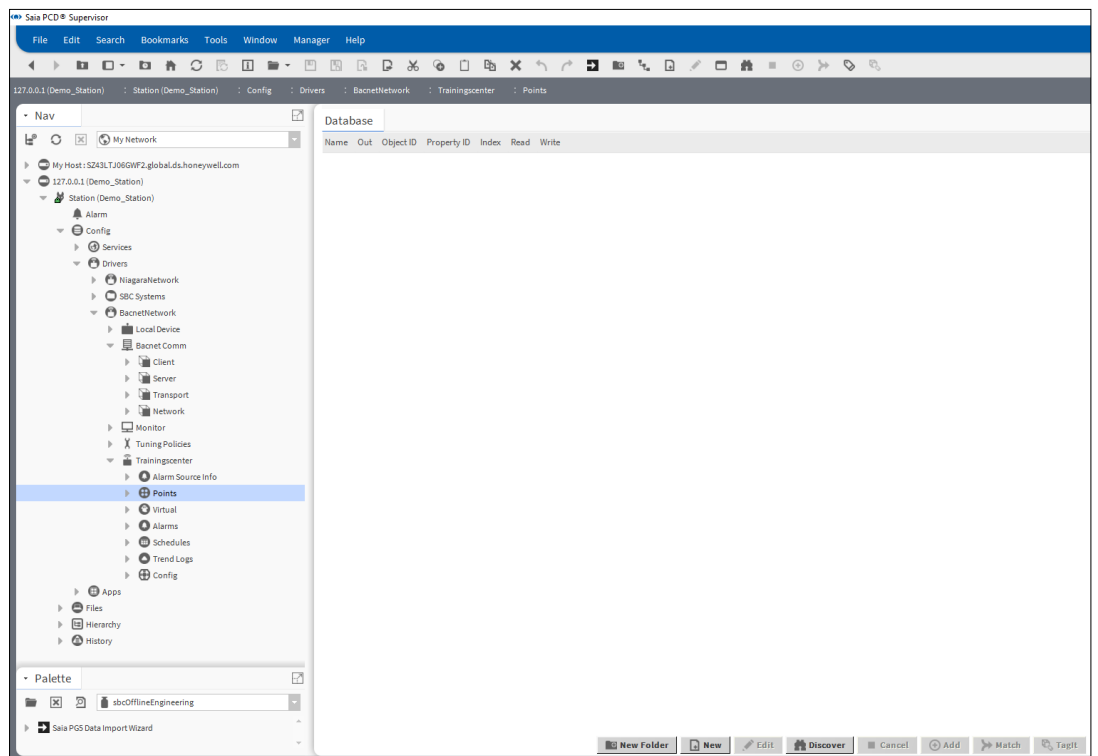 Saia PCD® Supervisor
File Edit Search Bookmarks Tools Window Manager Help
127.0.0.1 (Demo_Station) : Station (Demo_Station) : Config : Drivers : BacnetNetwork : Trainingscenter : Points
Nav
My Network
My Host : SZ43LTJ06GWF2.global.ds.honeywell.com
127.0.0.1 (Demo_Station)
Station (Demo_Station)
Alarm
Config
Services
Drivers
NiagaraNetwork
SBC Systems
BacnetNetwork
Local Device
Bacnet Comm
Client
Server
Transport
Network
Monitor
Tuning Policies
Trainingscenter
Alarm Source Info
Points
Virtual
Alarms
Schedules
Trend Logs
Config
Apps
Files
Hierarchy
History
Palette
sbcOfflineEngineering
Saia PG5 Data Import Wizard
Database
Name Out Object ID Property ID Index Read Write
New Folder New Edit Discover Cancel Add Match TagIt